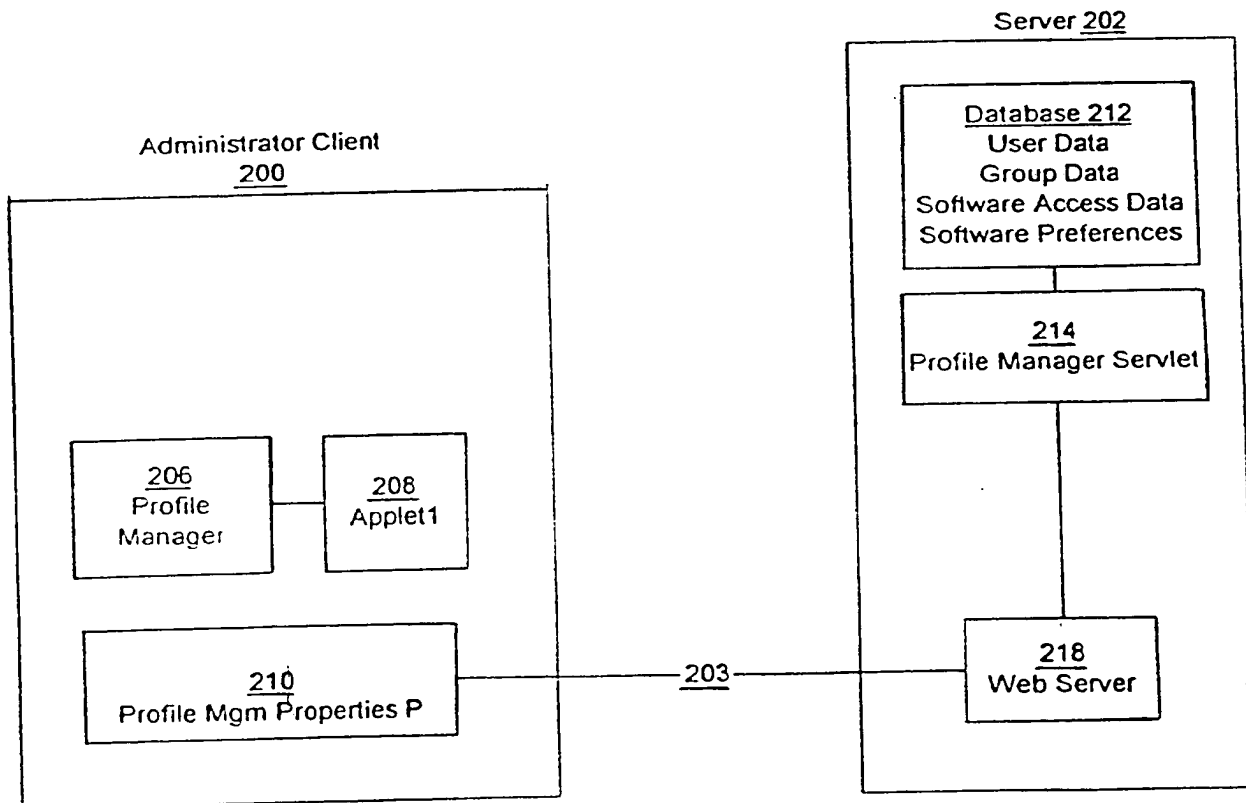 Server 202
Database 212
User Data
Group Data
Software Access Data
Software Preferences
214
Profile Manager Servlet
Administrator Client
200
206
Profile
Manager
208
Applet1
210
Profile Mgm Properties P
203
218
Web Server